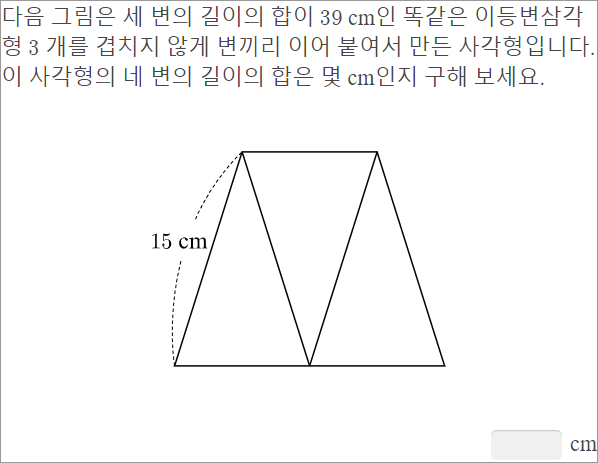 다음 그림은 세 변의 길이의 합이 39 cm인 똑같은 이등변삼각
형 3 개를 겹치지 않게 변끼리 이어 붙여서 만든 사각형입니다.
이 사각형의 네 변의 길이의 합은 몇 cm인지 구해 보세요.
15 cm
cm